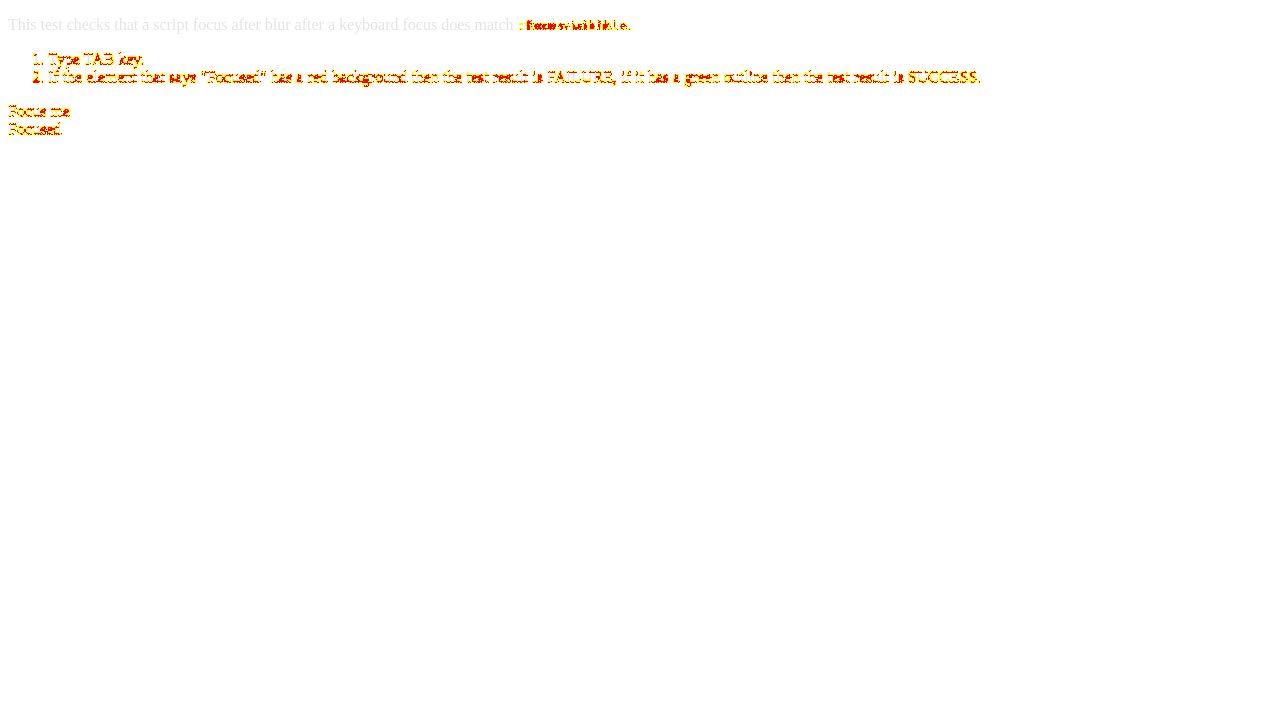 This test checks that a script focus after blur after a keyboard focus does match :focus-visible.
1. Type TAB key.
2. If the element that says "Focused" has a red background then the test result is FAILURE, if it has a green outline then the test result is SUCCESS.
Focus me
Focused